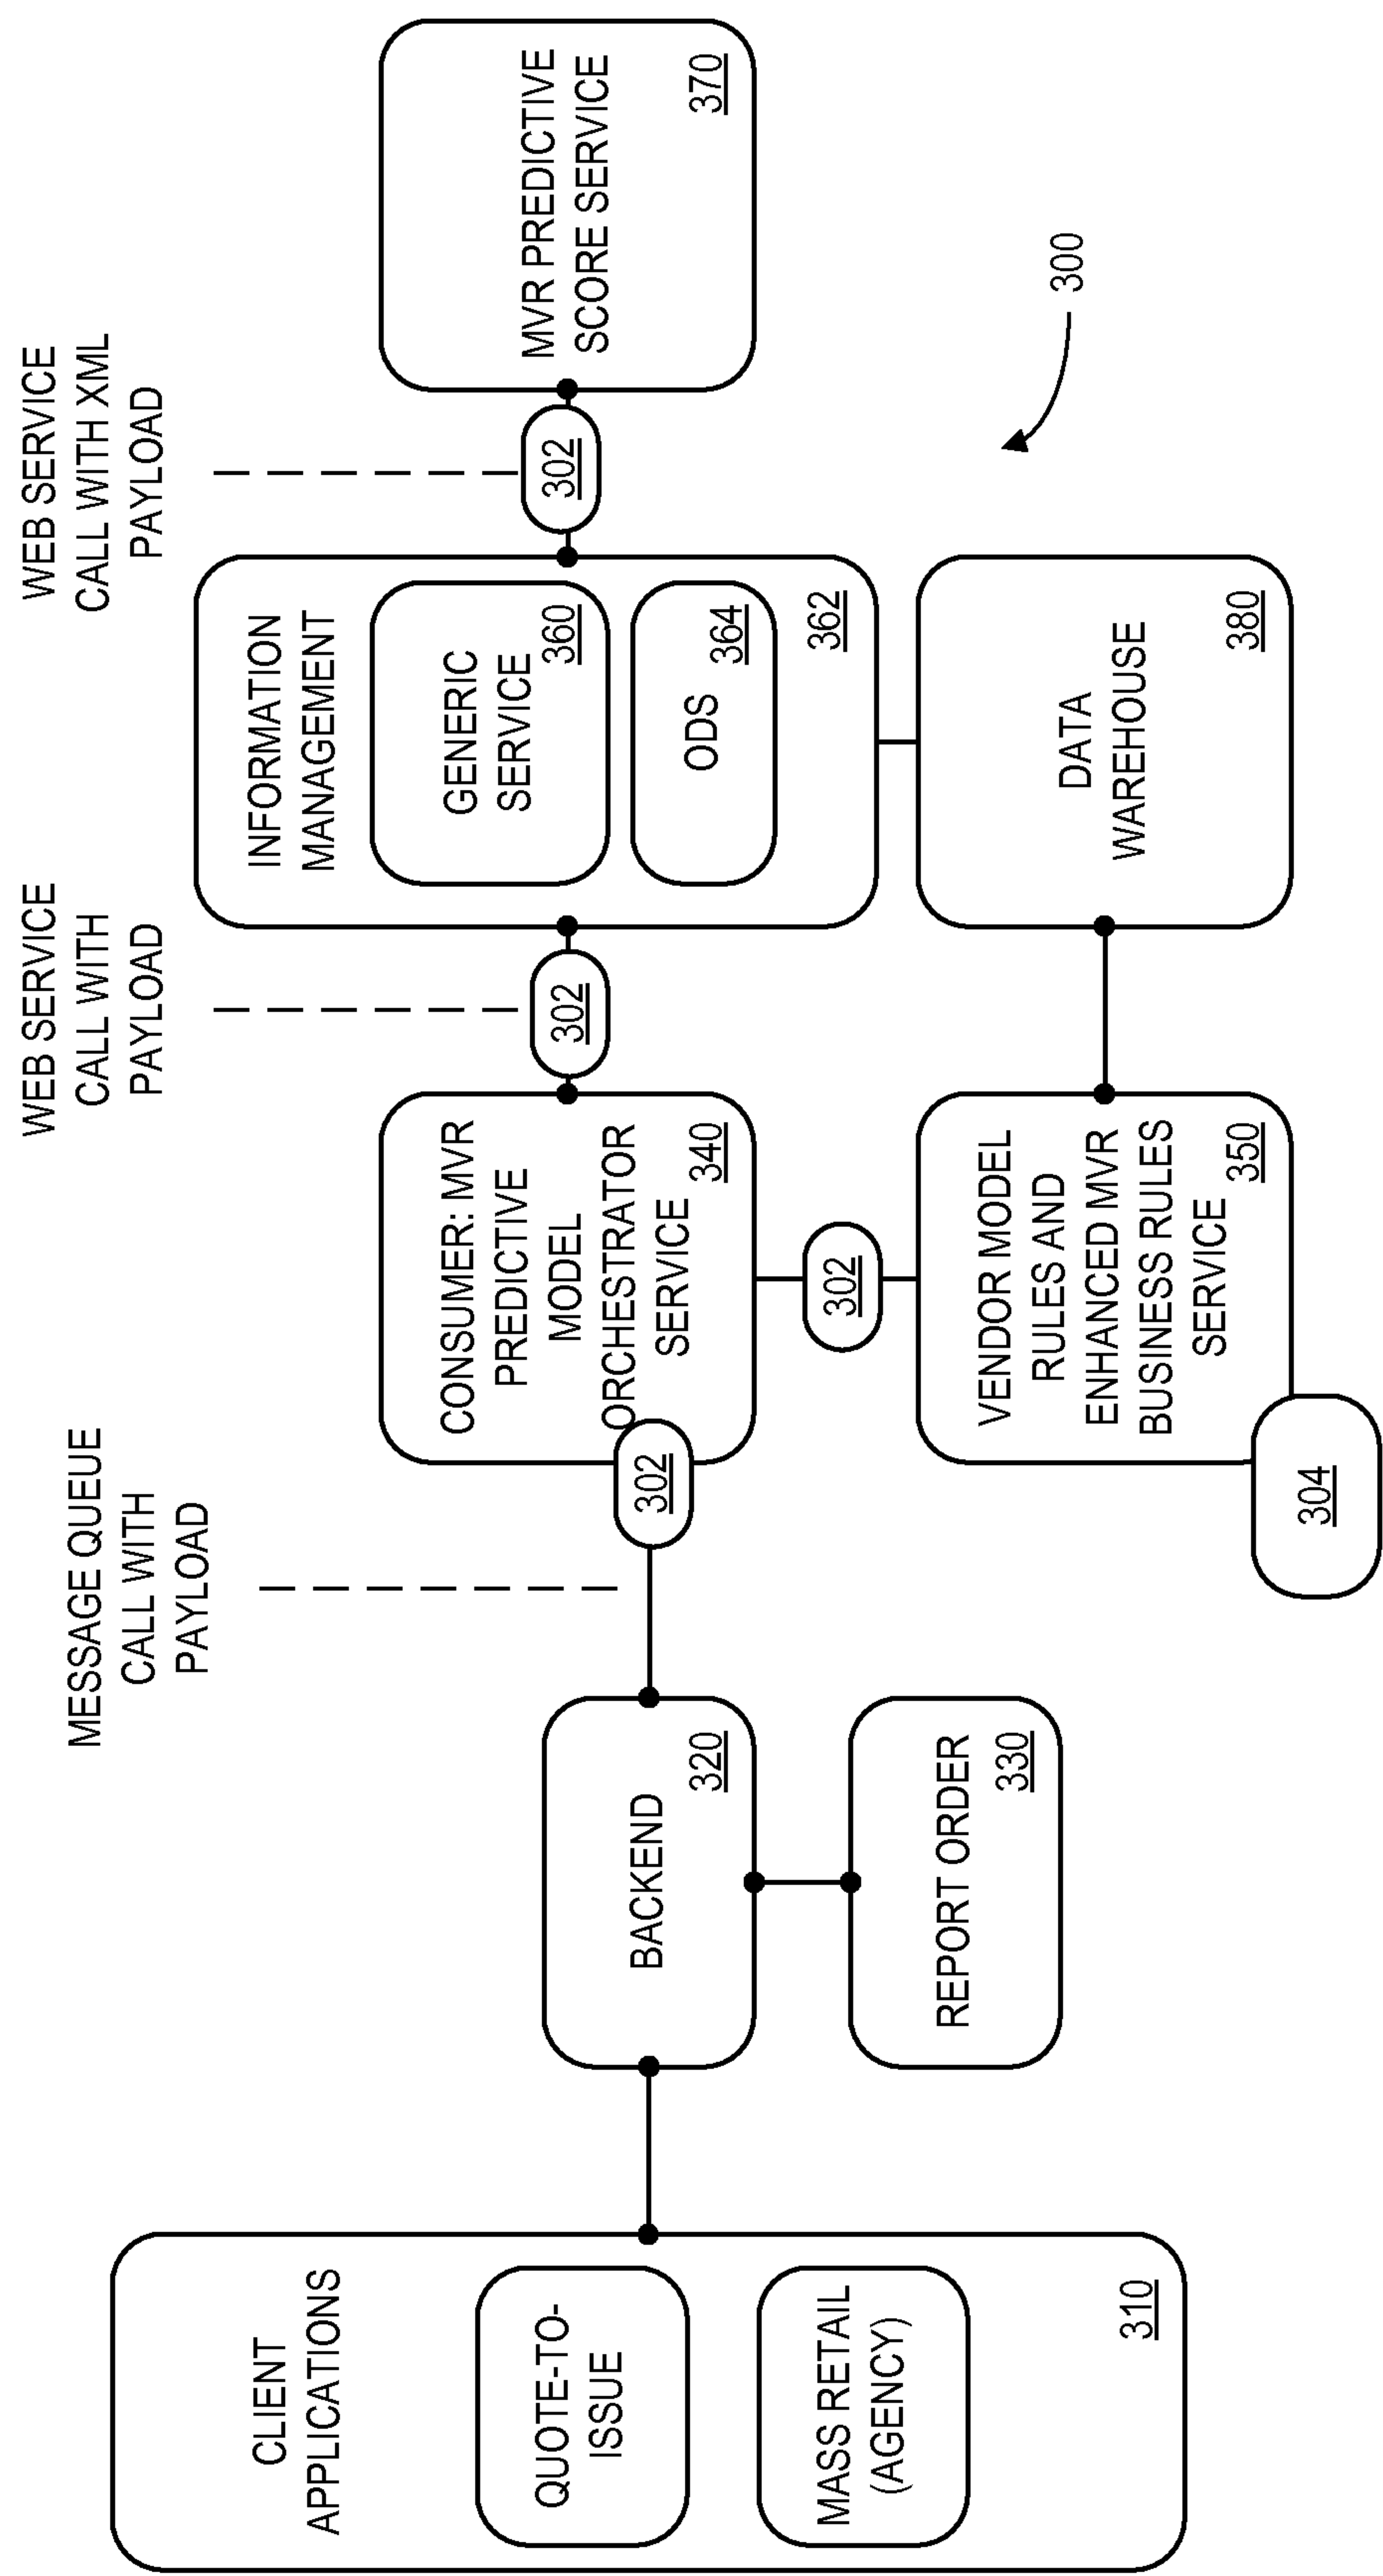 CLIENT
APPLICATIONS
QUOTE-TO-
ISSUE
MASS RETAIL
(AGENCY)
310
BACKEND
320
REPORT ORDER
330
MESSAGE QUEUE
CALL WITH
PAYLOAD
302
CONSUMER: MVR
PREDICTIVE
MODEL
ORCHESTRATOR
SERVICE
340
302
VENDOR MODEL
RULES AND
ENHANCED MVR
BUSINESS RULES
SERVICE
350
304
WEB SERVICE
CALL WITH
PAYLOAD
302
INFORMATION
MANAGEMENT
GENERIC
SERVICE
360
ODS
364
362
DATA
WAREHOUSE
380
WEB SERVICE
CALL WITH XML
PAYLOAD
302
MVR PREDICTIVE
SCORE SERVICE
370
300